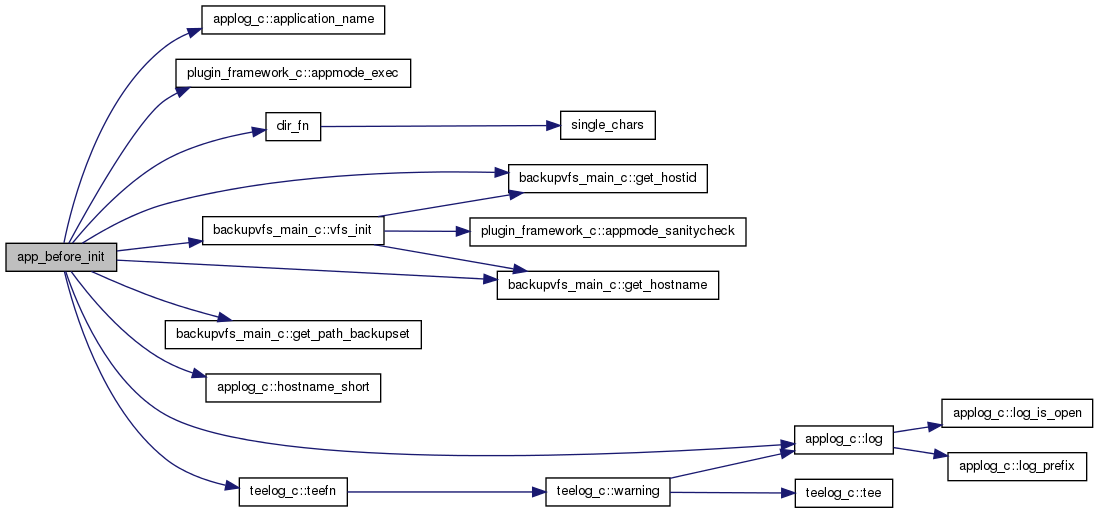 applog_c::application_name
plugin_framework_c::appmode_exec
dir_fn
single_chars
backupvfs_main_c::get_hostid
backupvfs_main_c::vfs_init
plugin_framework_c::appmode_sanitycheck
app_before_init
backupvfs_main_c::get_hostname
backupvfs_main_c::get_path_backupset
applog_c::hostname_short
applog_c::log_is_open
applog_c::log
applog_c::log_prefix
teelog_c::teefn
teelog_c::warning
teelog_c::tee